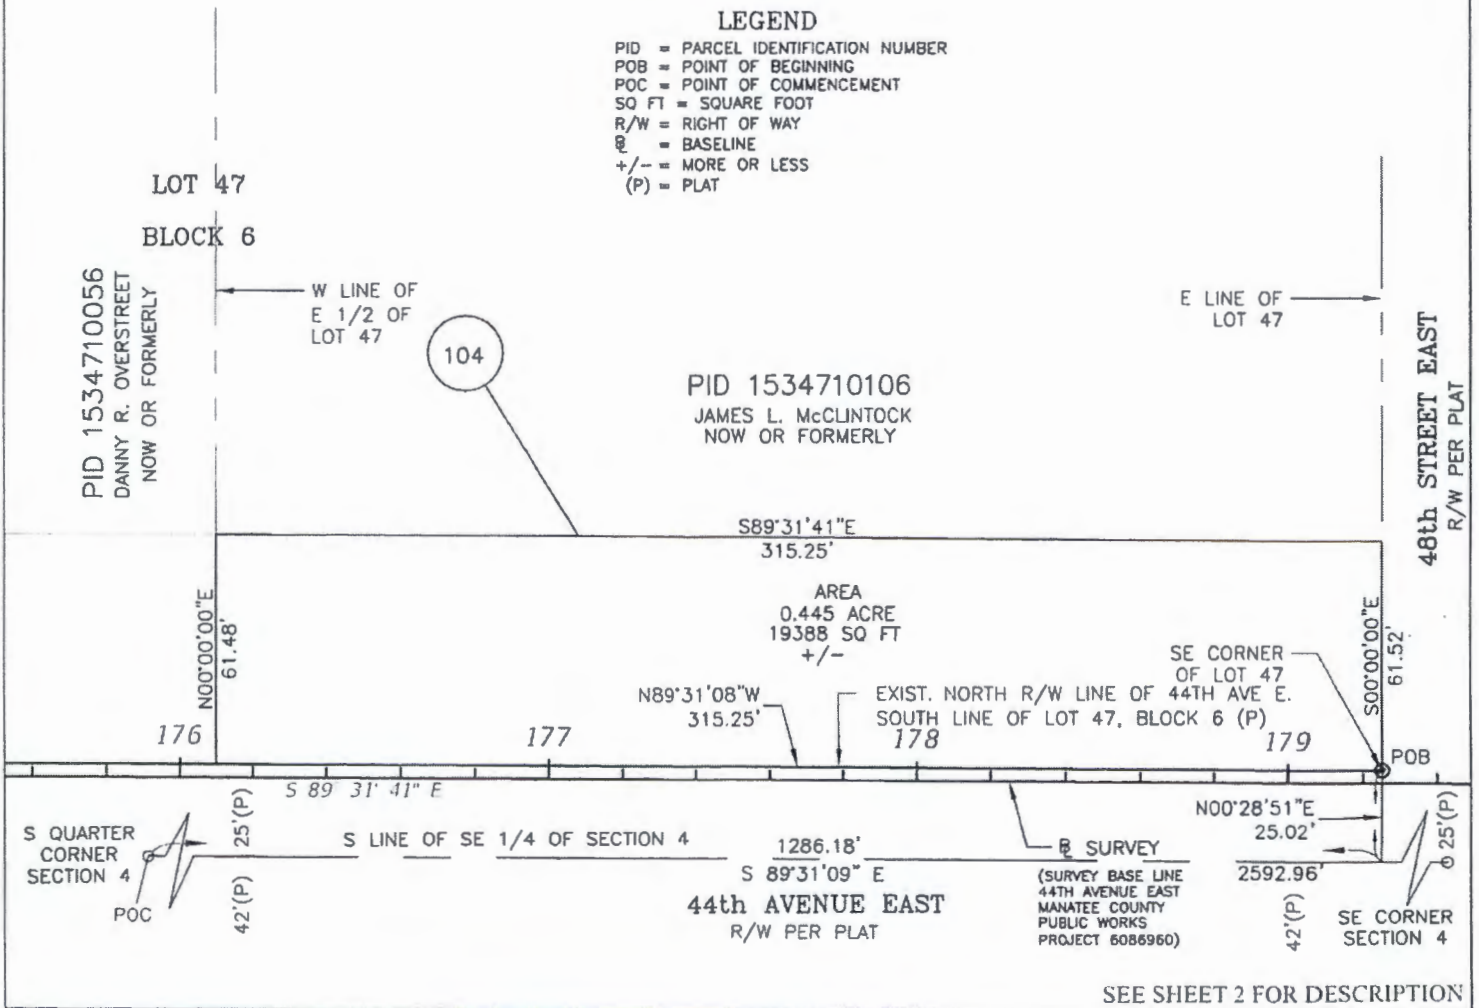 LEGEND
PID = PARCEL IDENTIFICATION NUMBER
POB = POINT OF BEGINNING
POC = POINT OF COMMENCEMENT
SQ FT = SQUARE FOOT
R/W = RIGHT OF WAY
℄ = BASELINE
+/- = MORE OR LESS
(P) = PLAT
LOT 47
BLOCK 6
PID 1534710056
DANNY R. OVERSTREET
NOW OR FORMERLY
W LINE OF
E 1/2 OF
LOT 47
104
PID 1534710106
JAMES L. McCLINTOCK
NOW OR FORMERLY
E LINE OF
LOT 47
48th STREET EAST
R/W PER PLAT
S89°31'41"E
315.25'
AREA
0.445 ACRE
19388 SQ FT
+/-
N00°00'00"E
61.48'
S00°00'00"E
61.52'
SE CORNER
OF LOT 47
N89°31'08"W
315.25'
EXIST. NORTH R/W LINE OF 44TH AVE E.
SOUTH LINE OF LOT 47, BLOCK 6 (P)
176
177
178
179
POB
S 89 31' 41" E
N00°28'51"E
25.02'
S QUARTER
CORNER
SECTION 4
POC
25'(P)
42'(P)
S LINE OF SE 1/4 OF SECTION 4
1286.18'
S 89°31'09" E
44th AVENUE EAST
R/W PER PLAT
℄ SURVEY
(SURVEY BASE LINE
44TH AVENUE EAST
MANATEE COUNTY
PUBLIC WORKS
PROJECT 6086960)
2592.96'
42'(P)
25'(P)
SE CORNER
SECTION 4
SEE SHEET 2 FOR DESCRIPTION